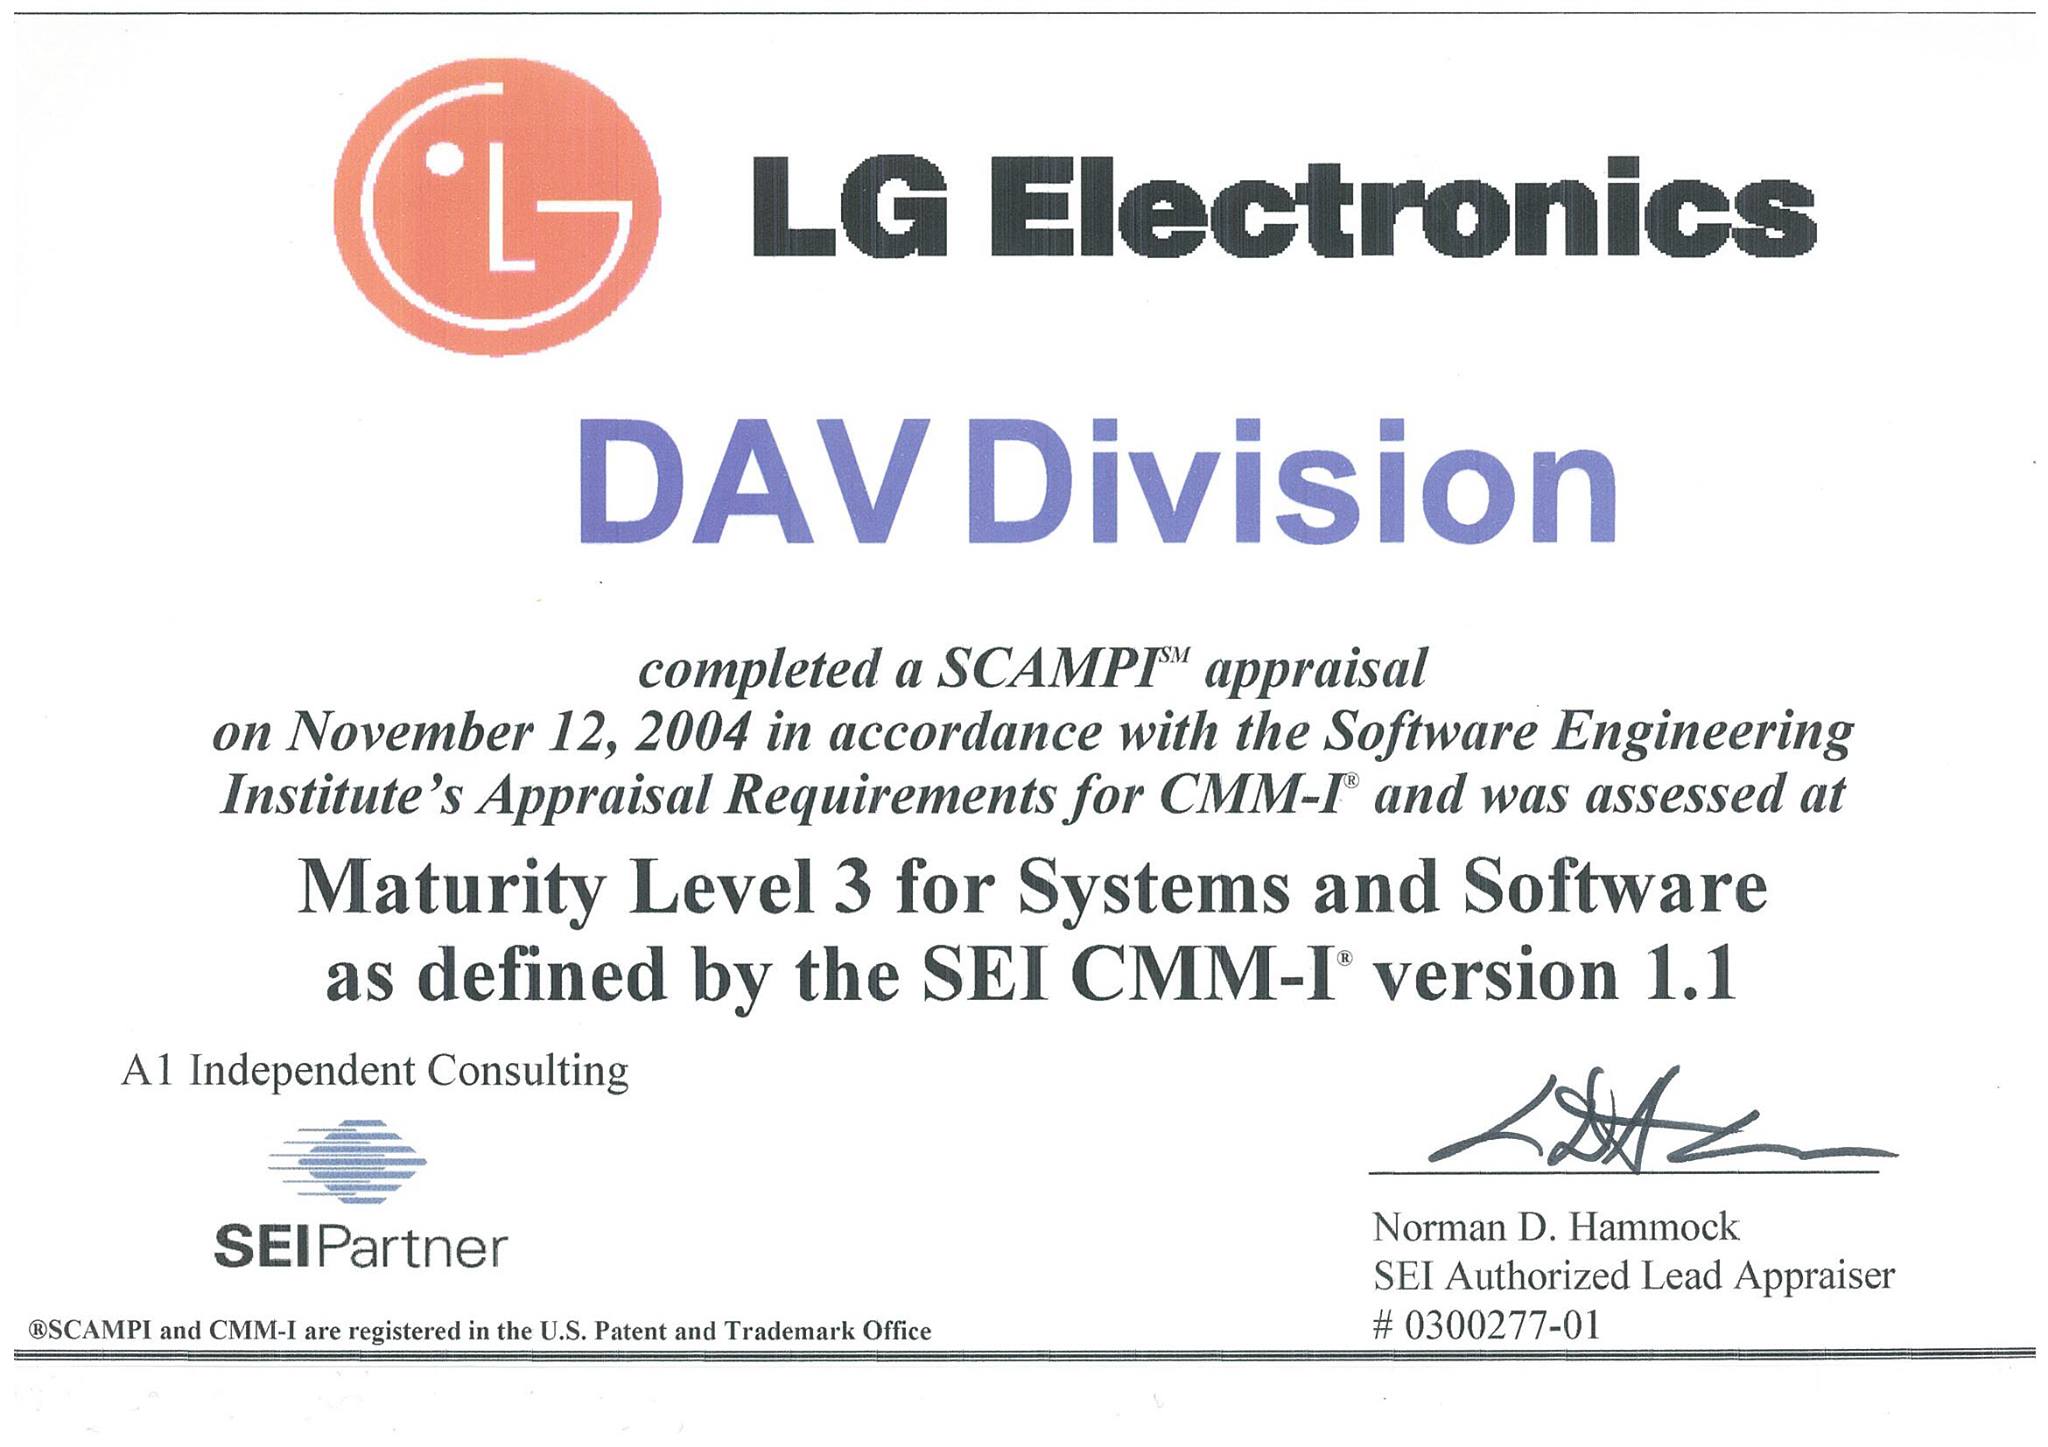 LG Electronics
DAV Division
completed a SCAMPI℠ appraisal
on November 12, 2004 in accordance with the Software Engineering
Institute’s Appraisal Requirements for CMM-I® and was assessed at
Maturity Level 3 for Systems and Software
as defined by the SEI CMM-I® version 1.1
A1 Independent Consulting
SEIPartner
Norman D. Hammock
SEI Authorized Lead Appraiser
# 0300277-01
®SCAMPI and CMM-I are registered in the U.S. Patent and Trademark Office